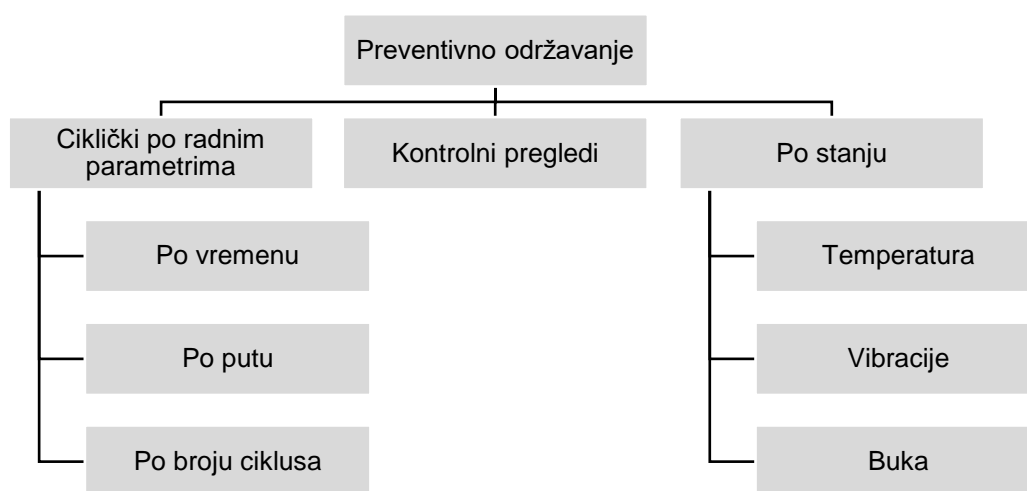 Preventivno održavanje
Ciklički po radnim
parametrima
Kontrolni pregledi
Po stanju
Po vremenu
Po putu
Po broju ciklusa
Temperatura
Vibracije
Buka